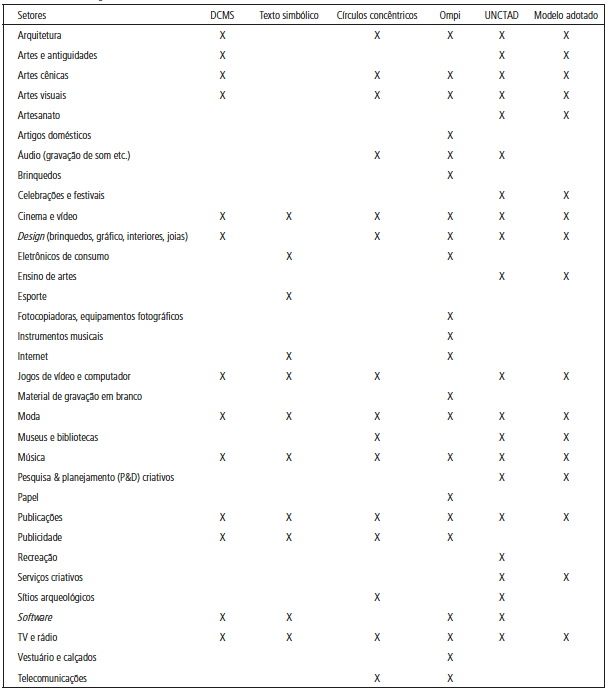 Setores DCMS Texto simbólico Círculos concêntricos Ompi UNCTAD Modelo adotado
Arquitetura X X X X X
Artes e antiguidades X X X
Artes cênicas X X X X X
Artes visuais X X X X X
Artesanato X X
Artigos domésticos X
Áudio (gravação de som etc.) X X X
Brinquedos X
Celebrações e festivais X X
Cinema e vídeo X X X X X X
Design (brinquedos, gráfico, interiores, joias) X X X X X
Eletrônicos de consumo X X
Ensino de artes X X
Esporte X
Fotocopiadoras, equipamentos fotográficos X
Instrumentos musicais X
Internet X X
Jogos de vídeo e computador X X X X X
Material de gravação em branco X
Moda X X X X X X
Museus e bibliotecas X X X
Música X X X X X X
Pesquisa & planejamento (P&D) criativos X X
Papel X
Publicações X X X X X X
Publicidade X X X X
Recreação X
Serviços criativos X X
Sítios arqueológicos X X
Software X X X X
TV e rádio X X X X X X
Vestuário e calçados X
Telecomunicações X X